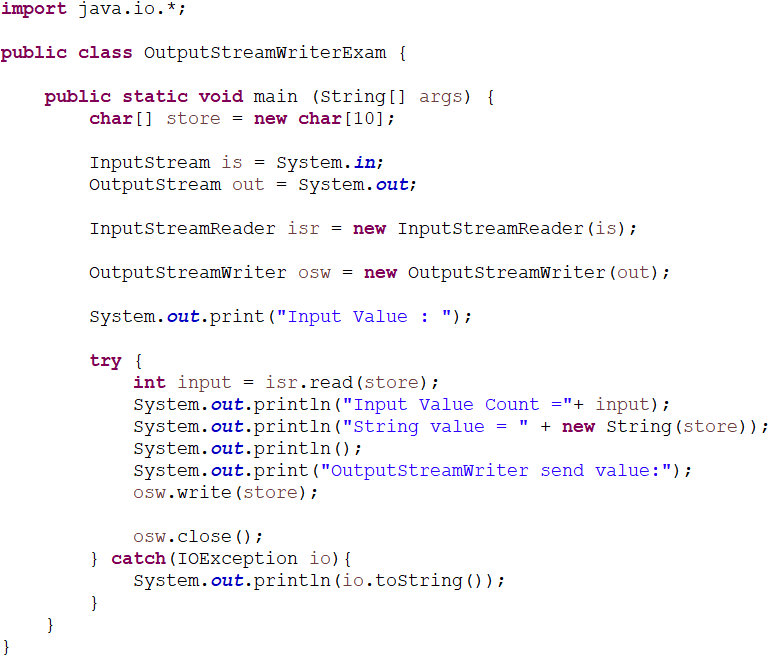 import java.io.*;

public class OutputStreamWriterExam {

    public static void main (String[] args) {
        char[] store = new char[10];

        InputStream is = System.in;
        OutputStream out = System.out;

        InputStreamReader isr = new InputStreamReader(is);

        OutputStreamWriter osw = new OutputStreamWriter(out);

        System.out.print("Input Value : ");

        try {
            int input = isr.read(store);
            System.out.println("Input Value Count ="+ input);
            System.out.println("String value = " + new String(store));
            System.out.println();
            System.out.print("OutputStreamWriter send value:");
            osw.write(store);

            osw.close();
        } catch(IOException io){
            System.out.println(io.toString());
        }
    }
}